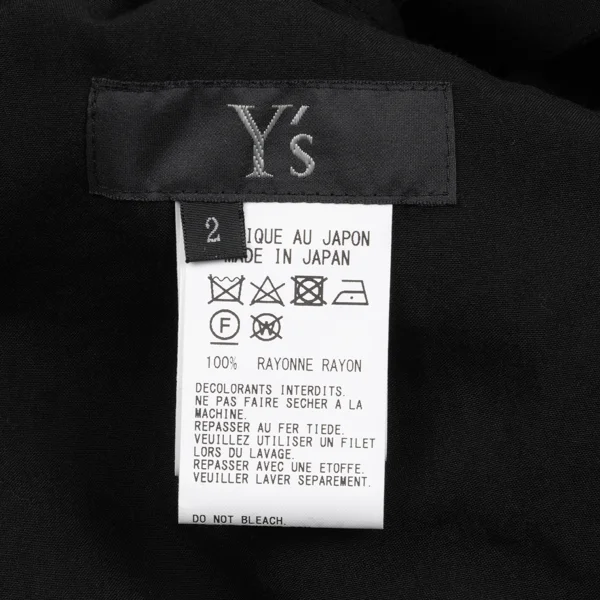 Y's
2
IQUE AU JAPON
MADE IN JAPAN
F
W
100% RAYONNE RAYON
DECOLORANTS INTERDITS.
NE PAS FAIRE SECHER A LA
MACHINE.
REPASSER AU FER TIEDE.
VEUILLEZ UTILISER UN FILET
LORS DU LAVAGE.
REPASSER AVEC UNE ETOFFE.
VEUILLER LAVER SEPAREMENT.
DO NOT BLEACH.